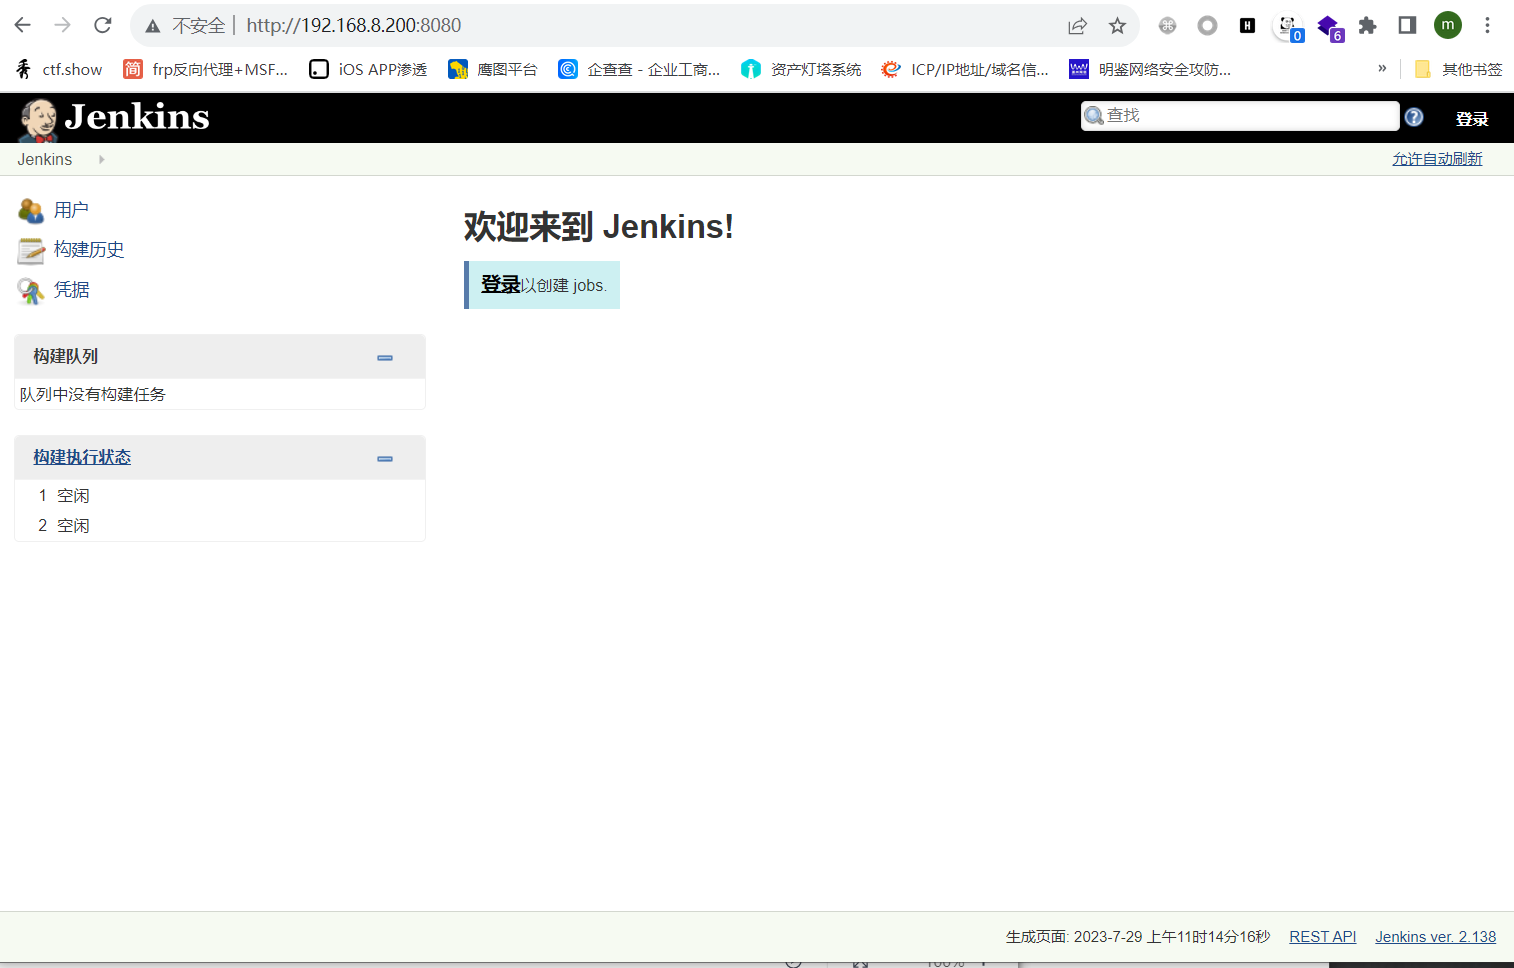 不安全 http://192.168.8.200:8080
ctf.show frp反向代理+MSF... iOS APP渗透 鹰图平台 企查查 - 企业工商... 资产灯塔系统 ICP/IP地址/域名信... 明鉴网络安全攻防... » 其他书签
简
H
0
6
m
Jenkins 查找 登录
Jenkins 允许自动刷新
用户
构建历史
凭据
欢迎来到 Jenkins!
登录以创建 jobs.
构建队列
队列中没有构建任务
构建执行状态
1 空闲
2 空闲
生成页面: 2023-7-29 上午11时14分16秒 REST API Jenkins ver. 2.138